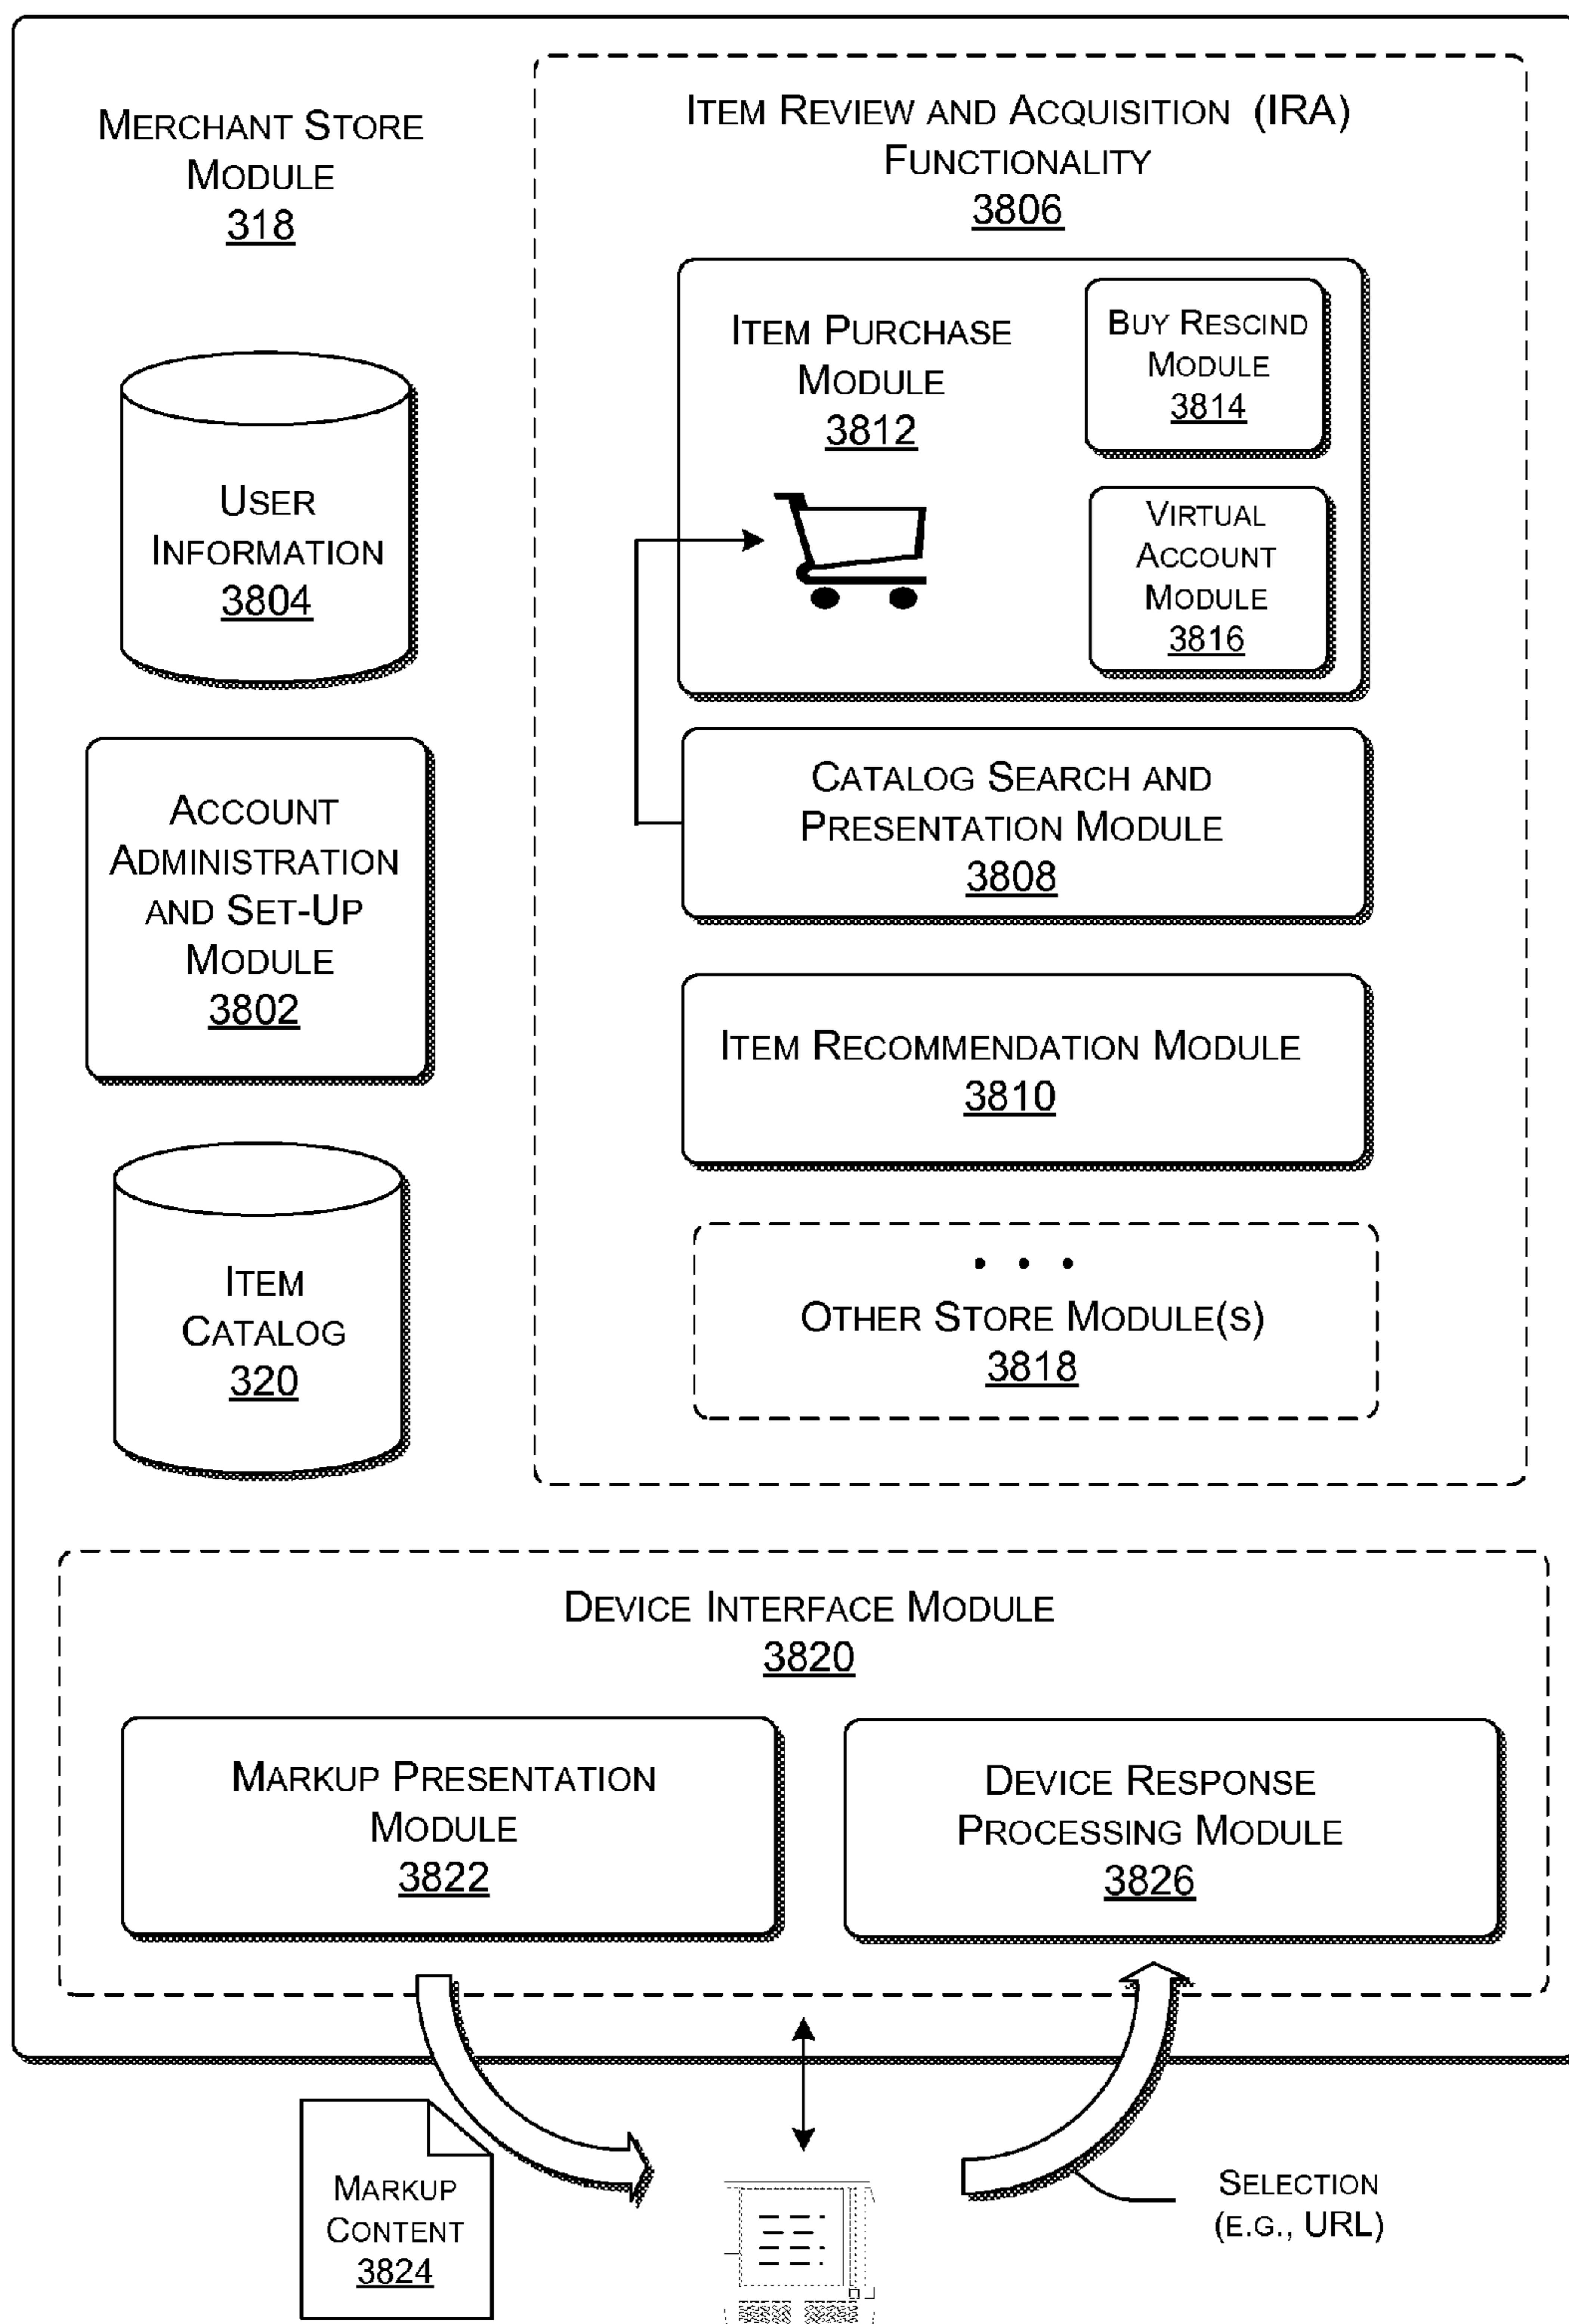 MERCHANT STORE
MODULE
318
USER
INFORMATION
3804
ACCOUNT
ADMINISTRATION
AND SET-UP
MODULE
3802
ITEM
CATALOG
320
ITEM REVIEW AND ACQUISITION (IRA)
FUNCTIONALITY
3806
ITEM PURCHASE
MODULE
3812
BUY RESCIND
MODULE
3814
VIRTUAL
ACCOUNT
MODULE
3816
CATALOG SEARCH AND
PRESENTATION MODULE
3808
ITEM RECOMMENDATION MODULE
3810
• • •
OTHER STORE MODULE(S)
3818
DEVICE INTERFACE MODULE
3820
MARKUP PRESENTATION
MODULE
3822
DEVICE RESPONSE
PROCESSING MODULE
3826
MARKUP
CONTENT
3824
SELECTION
(E.G., URL)